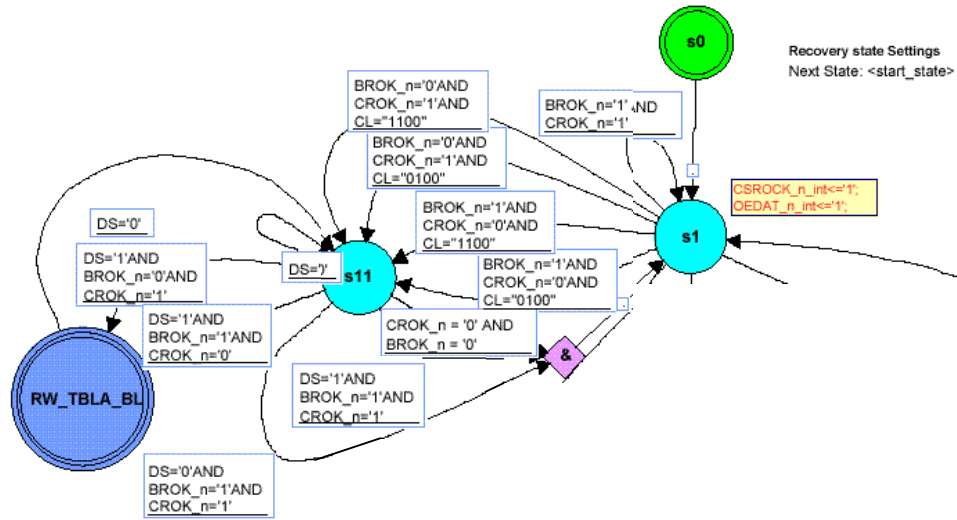 s0
Recovery state Settings
Next State: <start_state>
BROK_n='0'AND
CROK_n='1'AND
CL="1100"
BROK_n='1'AND
CROK_n='1'
BROK_n='0'AND
CROK_n='1'AND
CL="0100"
CSROCK_n_int<='1';
OEDAT_n_int<='1';
BROK_n='1'AND
CROK_n='0'AND
CL="1100"
s1
DS='0'
DS='1'AND
BROK_n='0'AND
CROK_n='1'
DS=')'
s11
BROK_n='1'AND
CROK_n='0'AND
CL="0100"
DS='1'AND
BROK_n='1'AND
CROK_n='0'
CROK_n = '0' AND
BROK_n = '0'
&
DS='1'AND
BROK_n='1'AND
CROK_n='1'
RW_TBLA_BL
DS='0'AND
BROK_n='1'AND
CROK_n='1'